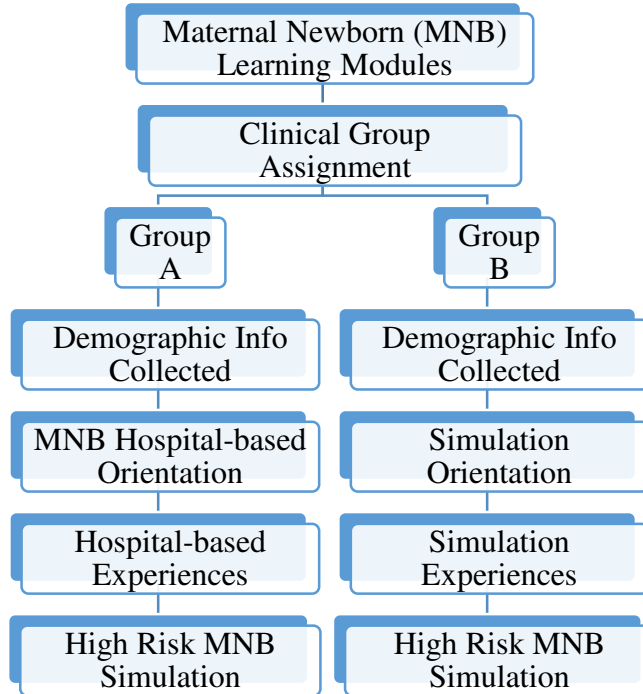 Maternal Newborn (MNB)
Learning Modules
Clinical Group
Assignment
Group
A
Demographic Info
Collected
MNB Hospital-based
Orientation
Hospital-based
Experiences
High Risk MNB
Simulation
Group
B
Demographic Info
Collected
Simulation
Orientation
Simulation
Experiences
High Risk MNB
Simulation